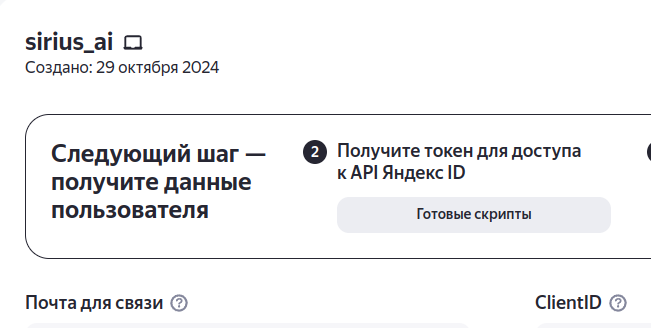 sirius_ai
Создано: 29 октября 2024
Следующий шаг —
получите данные
пользователя
2
Получите токен для доступа
к API Яндекс ID
Готовые скрипты
Почта для связи ?
ClientID ?